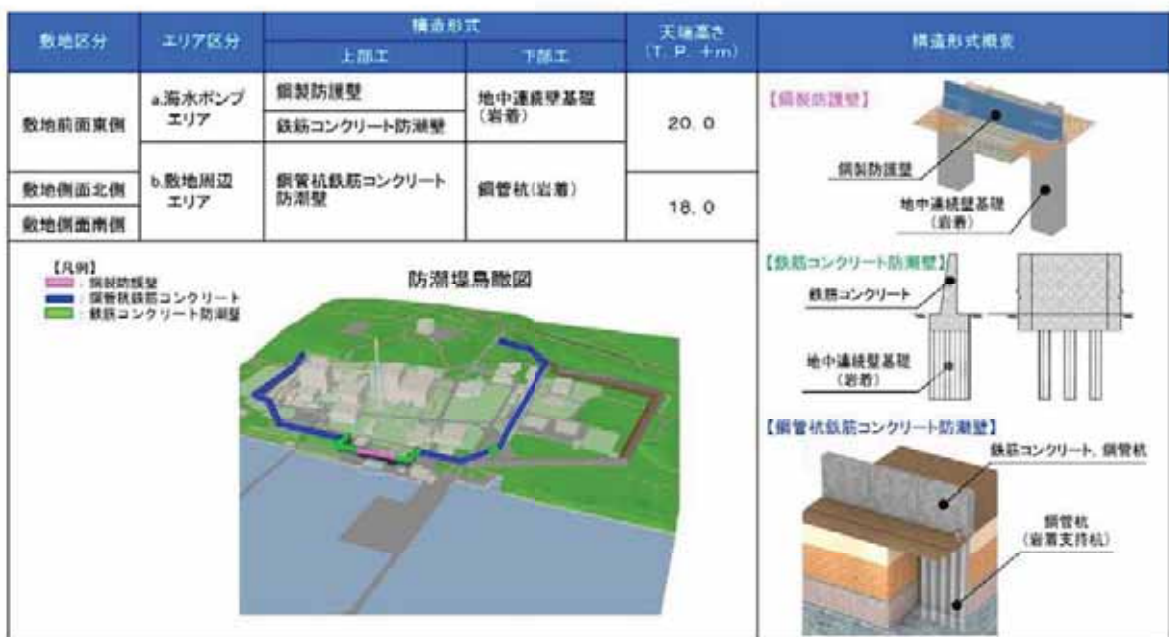 敷地区分
エリア区分
構造形式
上部工
下部工
天端高さ
(T.P.+m)
構造形式概要
敷地前面東側
a.海水ポンプ
エリア
鋼製防護壁
鉄筋コンクリート防潮壁
地中連続壁基礎
(岩着)
20.0
敷地側面北側
敷地側面南側
b.敷地周辺
エリア
鋼管杭鉄筋コンクリート
防潮壁
鋼管杭(岩着)
18.0
【凡例】
：鋼製防護壁
：鋼管杭鉄筋コンクリート
：鉄筋コンクリート防潮壁
防潮堤鳥瞰図
【鋼製防護壁】
鋼製防護壁
地中連続壁基礎
(岩着)
【鉄筋コンクリート防潮壁】
鉄筋コンクリート
地中連続壁基礎
(岩着)
【鋼管杭鉄筋コンクリート防潮壁】
鉄筋コンクリート，鋼管杭
鋼管杭
(岩着支持杭)